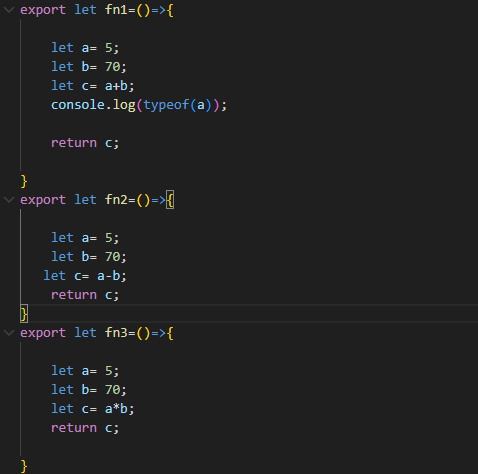 export let fn1=()=>{
let a= 5;
let b= 70;
let c= a+b;
console.log(typeof(a));
return c;
}
export let fn2=()=>{
let a= 5;
let b= 70;
let c= a-b;
return c;
}
export let fn3=()=>{
let a= 5;
let b= 70;
let c= a*b;
return c;
}